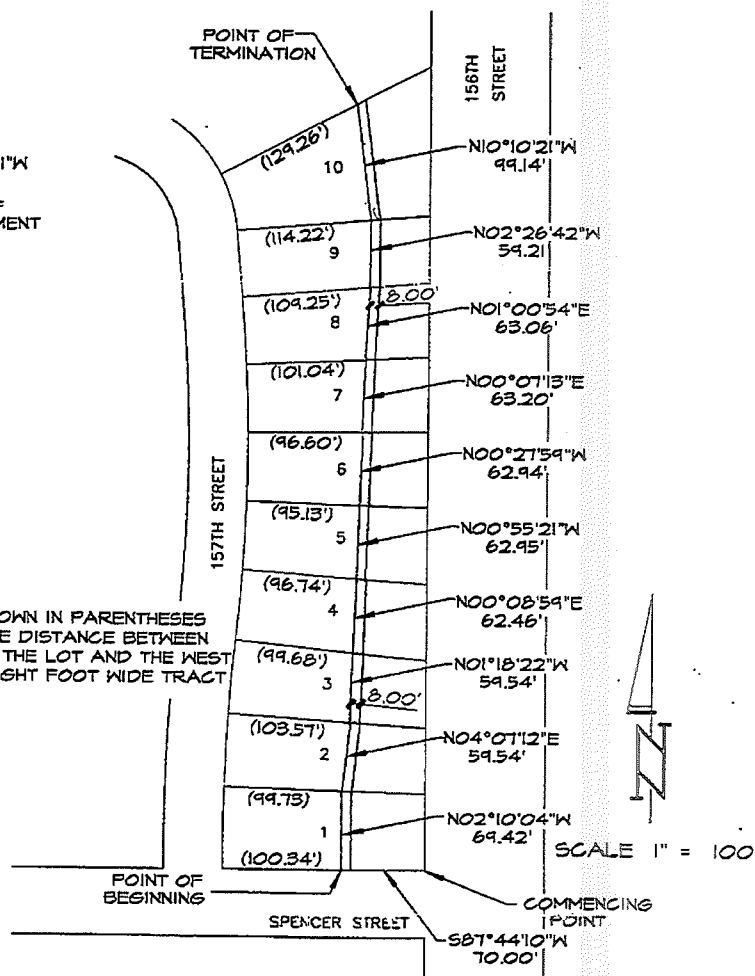 POINT OF
TERMINATION
156TH
STREET
1"W
MENT
(129.26')
10
N10°10'21"W
99.14'
(114.22')
9
N02°26'42"W
59.21
8.00'
(109.25')
8
N01°00'54"E
63.06'
(101.04')
7
N00°07'13"E
63.20'
(96.60')
6
N00°27'59"W
62.94'
157TH STREET
(95.13')
5
N00°55'21"W
62.95'
(96.74')
4
N00°08'59"E
62.46'
OWN IN PARENTHESES
E DISTANCE BETWEEN
THE LOT AND THE WEST
GHT FOOT WIDE TRACT
(99.68')
3
N01°18'22"W
59.54'
8.00'
(103.57')
2
N04°07'12"E
59.54'
(99.73)
1
N02°10'04"W
69.42'
(100.34')
N
SCALE 1" = 100
POINT OF
BEGINNING
COMMENCING
POINT
SPENCER STREET
S87°44'10"W
70.00'